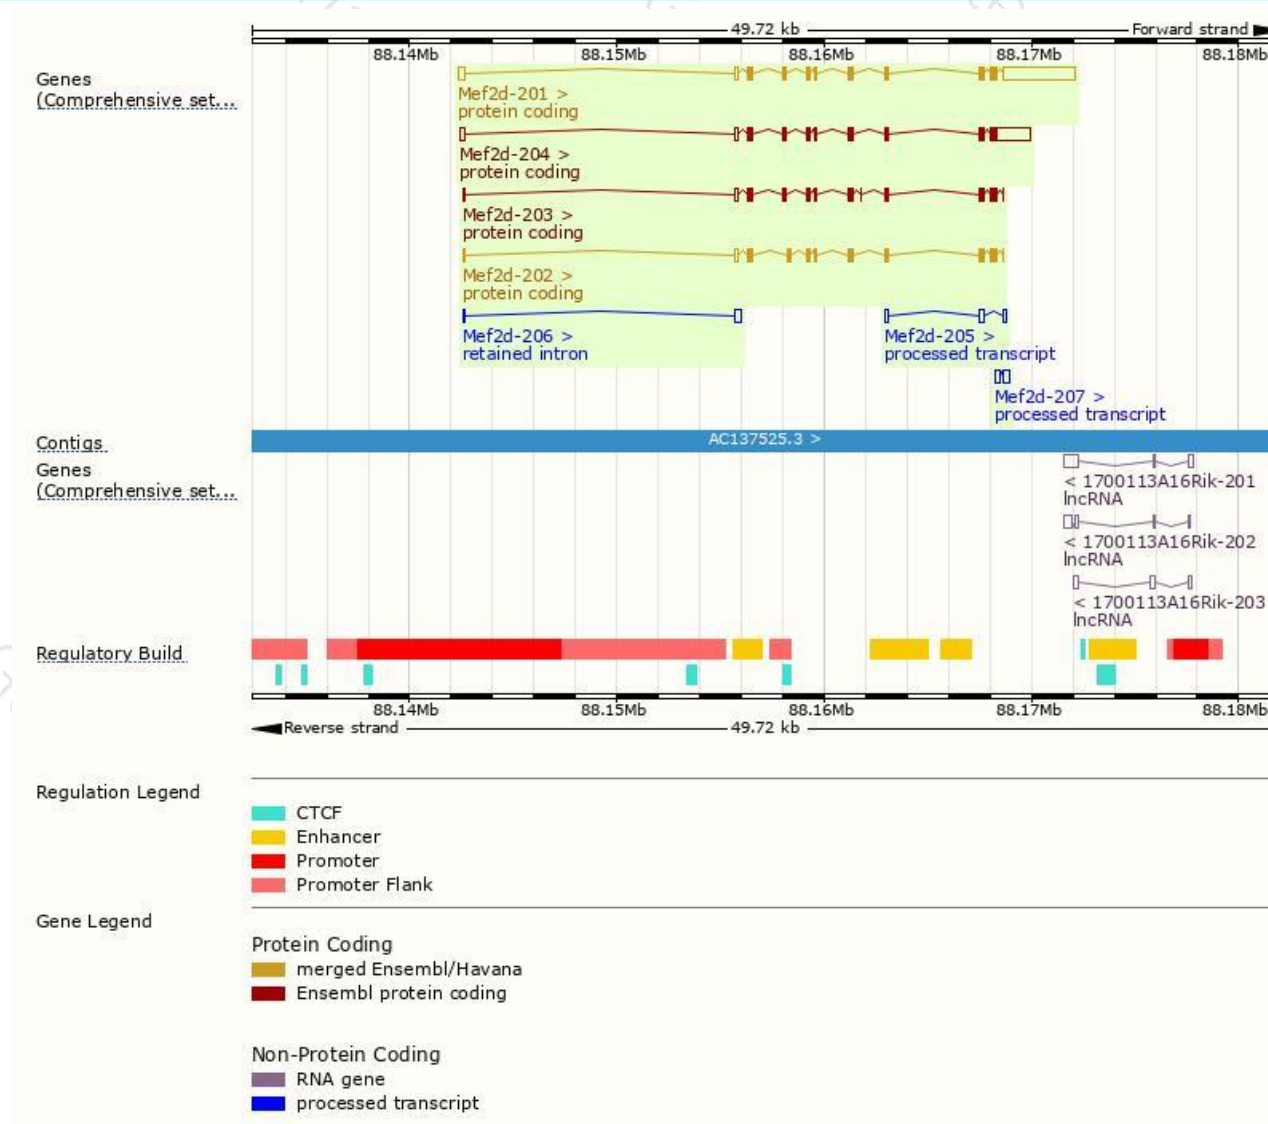 49.72 kb Forward strand
88.14Mb 88.15Mb 88.16Mb 88.17Mb 88.18Mb
Genes
(Comprehensive set...
Mef2d-201 >
protein coding
Mef2d-204 >
protein coding
Mef2d-203 >
protein coding
Mef2d-202 >
protein coding
Mef2d-206 > Mef2d-205 >
retained intron processed transcript
Mef2d-207 >
processed transcript
Contigs AC137525.3 >
Genes
(Comprehensive set...
< 1700113A16Rik-201
lncRNA
< 1700113A16Rik-202
lncRNA
< 1700113A16Rik-203
lncRNA
Regulatory Build
88.14Mb 88.15Mb 88.16Mb 88.17Mb 88.18Mb
Reverse strand 49.72 kb
Regulation Legend
CTCF
Enhancer
Promoter
Promoter Flank
Gene Legend
Protein Coding
merged Ensembl/Havana
Ensembl protein coding
Non-Protein Coding
RNA gene
processed transcript